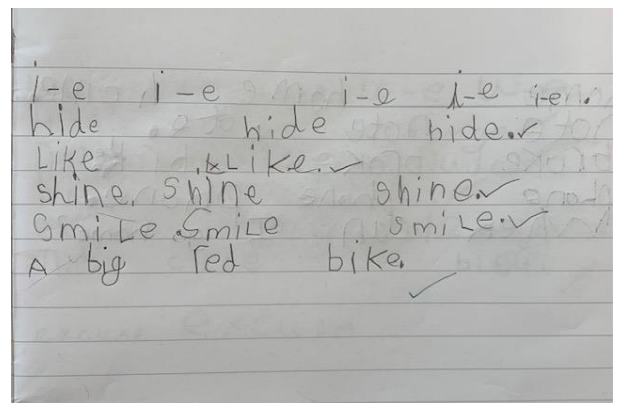 i-e i-e i-e i-e i-e.
hide hide hide.
Like Like.
shine. Shine shine.
SmiLe. SmiLe smiLe.
A big red bike.